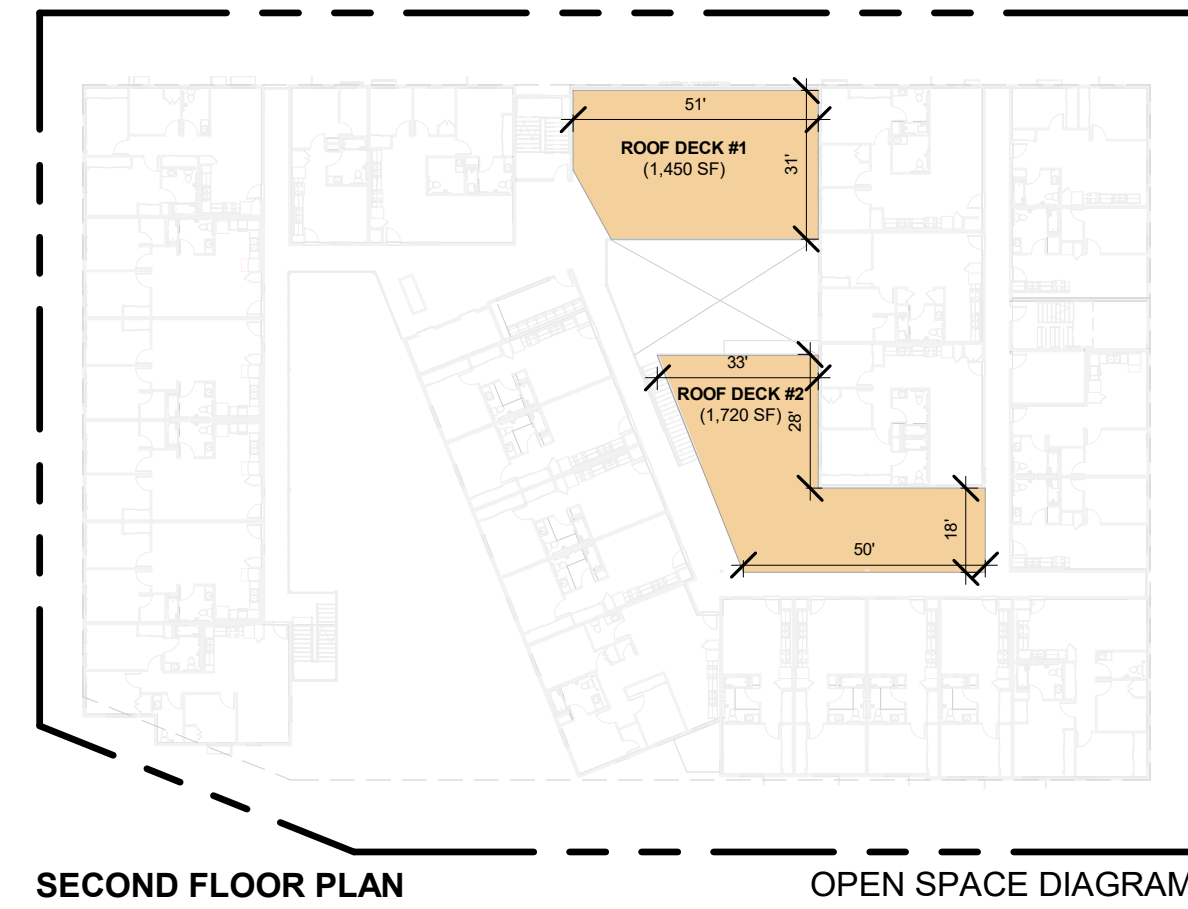 51'
ROOF DECK #1
(1,450 SF)
31'
33'
ROOF DECK #2
(1,720 SF)
28'
18'
50'
SECOND FLOOR PLAN
OPEN SPACE DIAGRAM